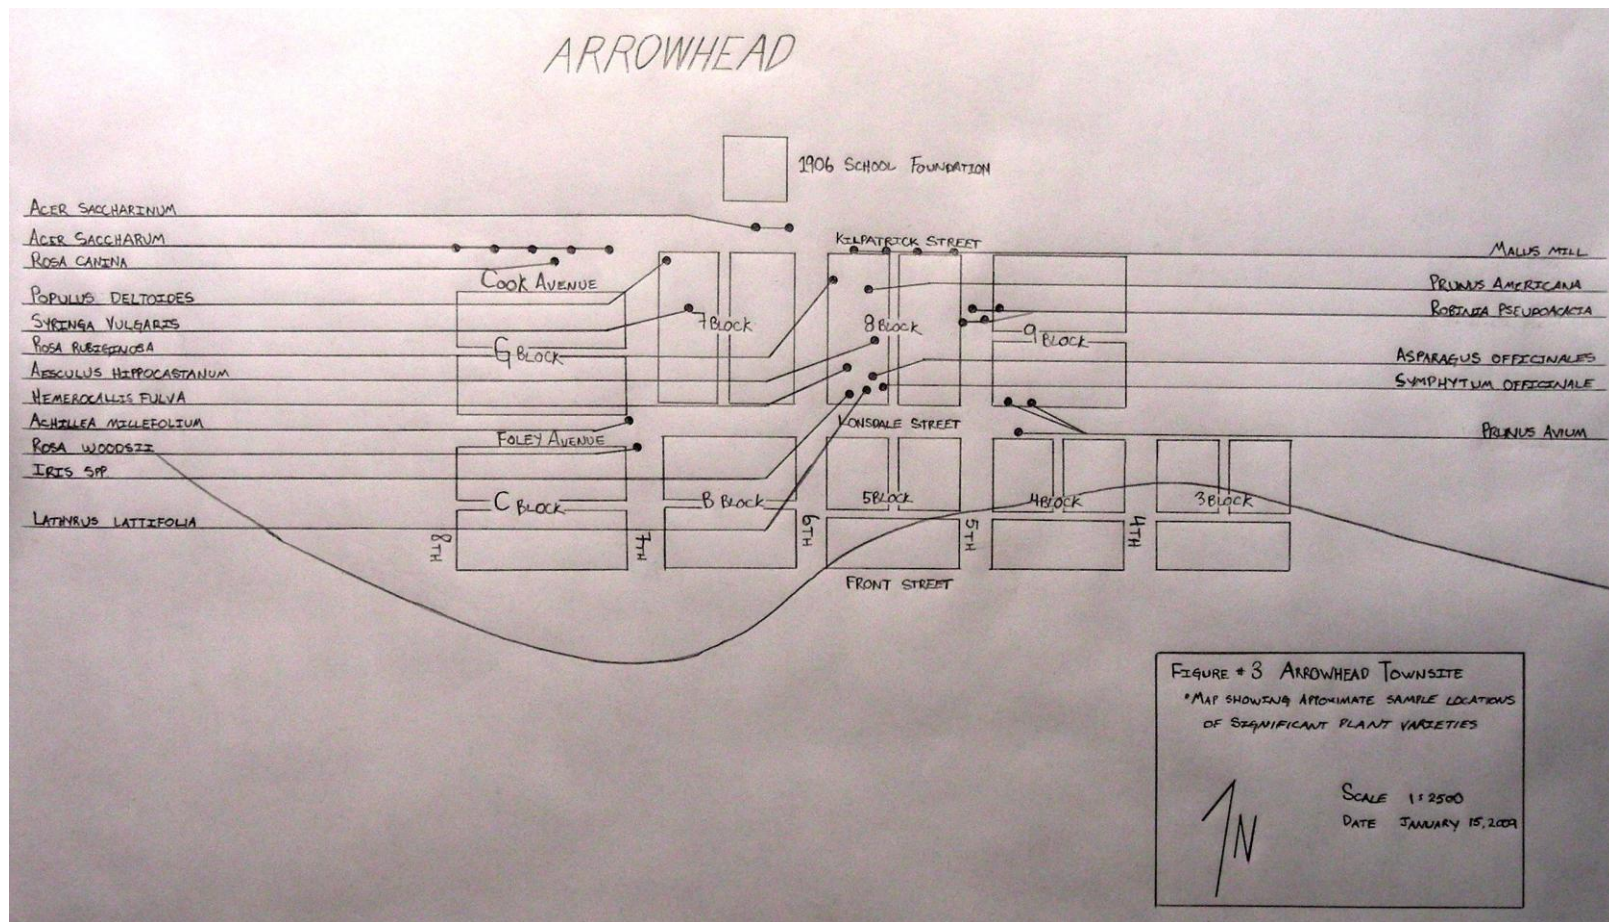 ARROWHEAD
1906 SCHOOL FOUNDATION
ACER SACCHARINUM
ACER SACCHARUM
ROSA CANINA
POPULUS DELTOIDES
SYRINGA VULGARIS
ROSA RUBIGINOSA
AESCULUS HIPPOCASTANUM
HEMEROCALLIS FULVA
ACHILLEA MILLEFOLIUM
ROSA WOODSII
IRIS SPP.
LATHYRUS LATTIFOLIA
KILPATRICK STREET
COOK AVENUE
7 BLOCK
8 BLOCK
9 BLOCK
G BLOCK
LONSDALE STREET
FOLEY AVENUE
C BLOCK
B BLOCK
5 BLOCK
4 BLOCK
3 BLOCK
8TH
7TH
6TH
5TH
4TH
FRONT STREET
MALUS MILL
PRUNUS AMERICANA
ROBINIA PSEUDOACACIA
ASPARAGUS OFFICINALES
SYMPHYTUM OFFICINALE
PRUNUS AVIUM
FIGURE # 3 ARROWHEAD TOWNSITE
*MAP SHOWING APROXIMATE SAMPLE LOCATIONS
OF SIGNIFICANT PLANT VARIETIES
SCALE 1:2500
DATE JANUARY 15, 2009
N